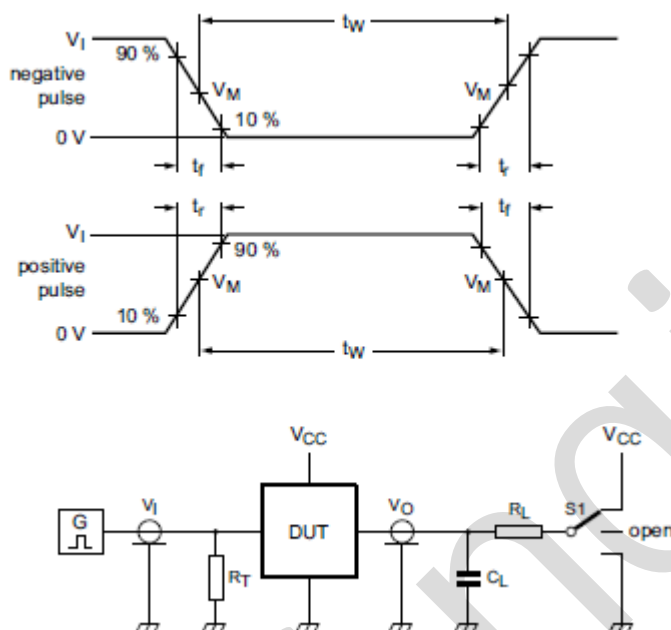 tW
VI
90 %
negative
pulse
VM
VM
10 %
0 V
tf
tr
tr
tf
VI
90 %
positive
pulse
VM
VM
10 %
0 V
tW
VCC
VCC
G
VI
DUT
VO
RL
S1
open
RT
CL